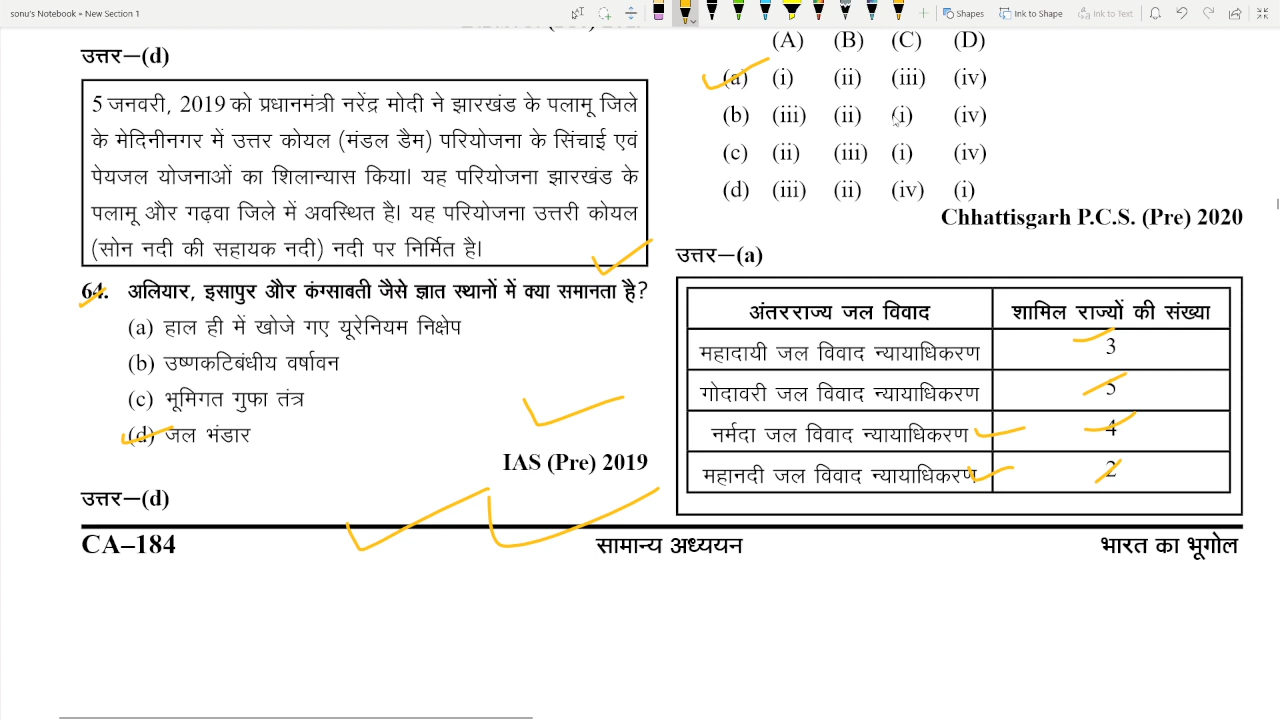 sonu's Notebook » New Section 1
Shapes
Ink to Shape
Ink to Text
उत्तर–(d)
5 जनवरी, 2019 को प्रधानमंत्री नरेंद्र मोदी ने झारखंड के पलामू जिले
के मेदिनीनगर में उत्तर कोयल (मंडल डैम) परियोजना के सिंचाई एवं
पेयजल योजनाओं का शिलान्यास किया। यह परियोजना झारखंड के
पलामू और गढ़वा जिले में अवस्थित है। यह परियोजना उत्तरी कोयल
(सोन नदी की सहायक नदी) नदी पर निर्मित है।
64. अलियार, इसापुर और कंग्साबती जैसे ज्ञात स्थानों में क्या समानता है?
(a) हाल ही में खोजे गए यूरेनियम निक्षेप
(b) उष्णकटिबंधीय वर्षावन
(c) भूमिगत गुफा तंत्र
(d) जल भंडार
IAS (Pre) 2019
उत्तर–(d)
(A) (B) (C) (D)
(a) (i) (ii) (iii) (iv)
(b) (iii) (ii) (i) (iv)
(c) (ii) (iii) (i) (iv)
(d) (iii) (ii) (iv) (i)
Chhattisgarh P.C.S. (Pre) 2020
उत्तर–(a)
अंतरराज्य जल विवाद शामिल राज्यों की संख्या
महादायी जल विवाद न्यायाधिकरण 3
गोदावरी जल विवाद न्यायाधिकरण 5
नर्मदा जल विवाद न्यायाधिकरण 4
महानदी जल विवाद न्यायाधिकरण 2
CA–184 सामान्य अध्ययन भारत का भूगोल